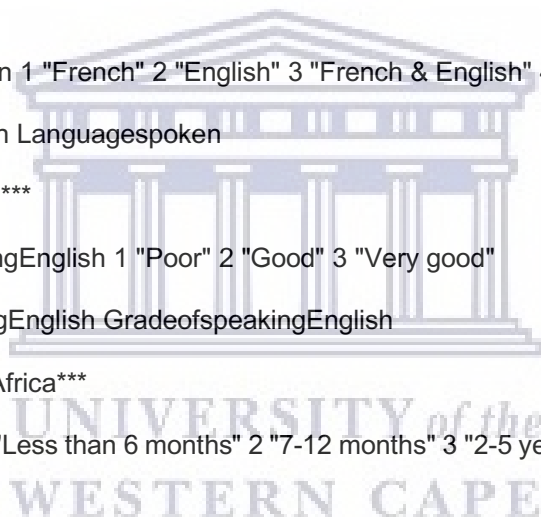 n 1 "French" 2 "English" 3 "French & English"
n Languagespoken
***
ngEnglish 1 "Poor" 2 "Good" 3 "Very good"
gEnglish GradeofspeakingEnglish
Africa***
"Less than 6 months" 2 "7-12 months" 3 "2-5 ye
UNIVERSITY of the
WESTERN CAPE